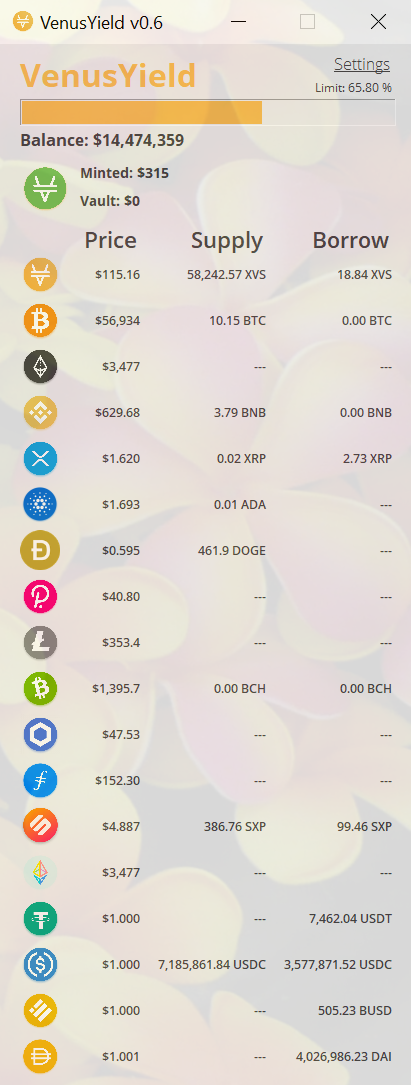 VenusYield v0.6
VenusYield
Settings
Limit: 65.80 %
Balance: $14,474,359
Minted: $315
Vault: $0
Price Supply Borrow
$115.16 58,242.57 XVS 18.84 XVS
$56,934 10.15 BTC 0.00 BTC
$3,477 --- ---
$629.68 3.79 BNB 0.00 BNB
$1.620 0.02 XRP 2.73 XRP
$1.693 0.01 ADA ---
$0.595 461.9 DOGE ---
$40.80 --- ---
$353.4 --- ---
$1,395.7 0.00 BCH 0.00 BCH
$47.53 --- ---
$152.30 --- ---
$4.887 386.76 SXP 99.46 SXP
$3,477 --- ---
$1.000 --- 7,462.04 USDT
$1.000 7,185,861.84 USDC 3,577,871.52 USDC
$1.000 --- 505.23 BUSD
$1.001 --- 4,026,986.23 DAI